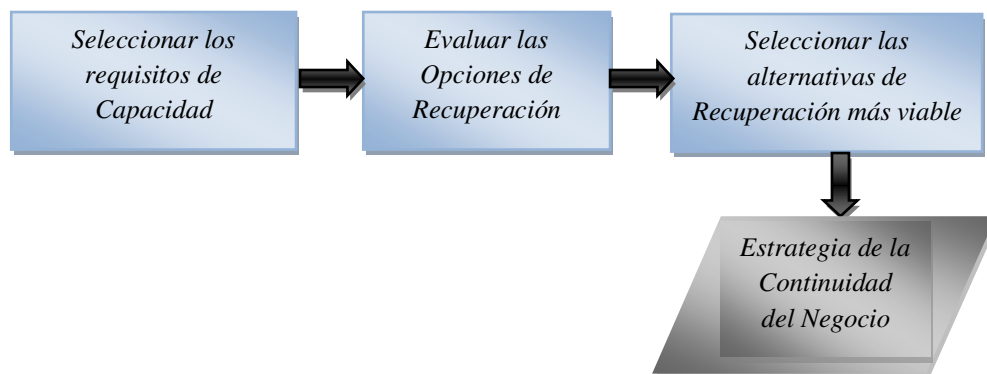 Seleccionar los
requisitos de
Capacidad
Evaluar las
Opciones de
Recuperación
Seleccionar las
alternativas de
Recuperación más viable
Estrategia de la
Continuidad
del Negocio